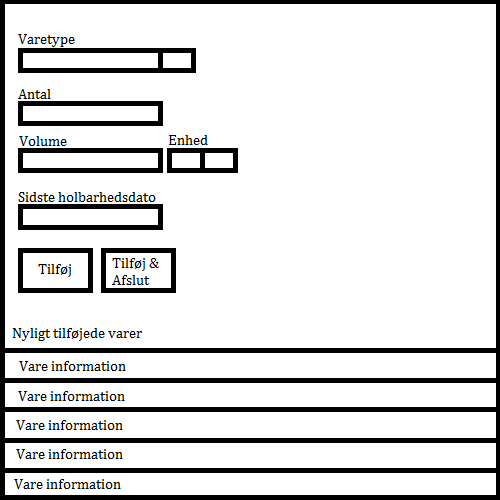 Varetype
Antal
Volume Enhed
Sidste holbarhedsdato
Tilføj
Tilføj &
Afslut
Nyligt tilføjede varer
Vare information
Vare information
Vare information
Vare information
Vare information